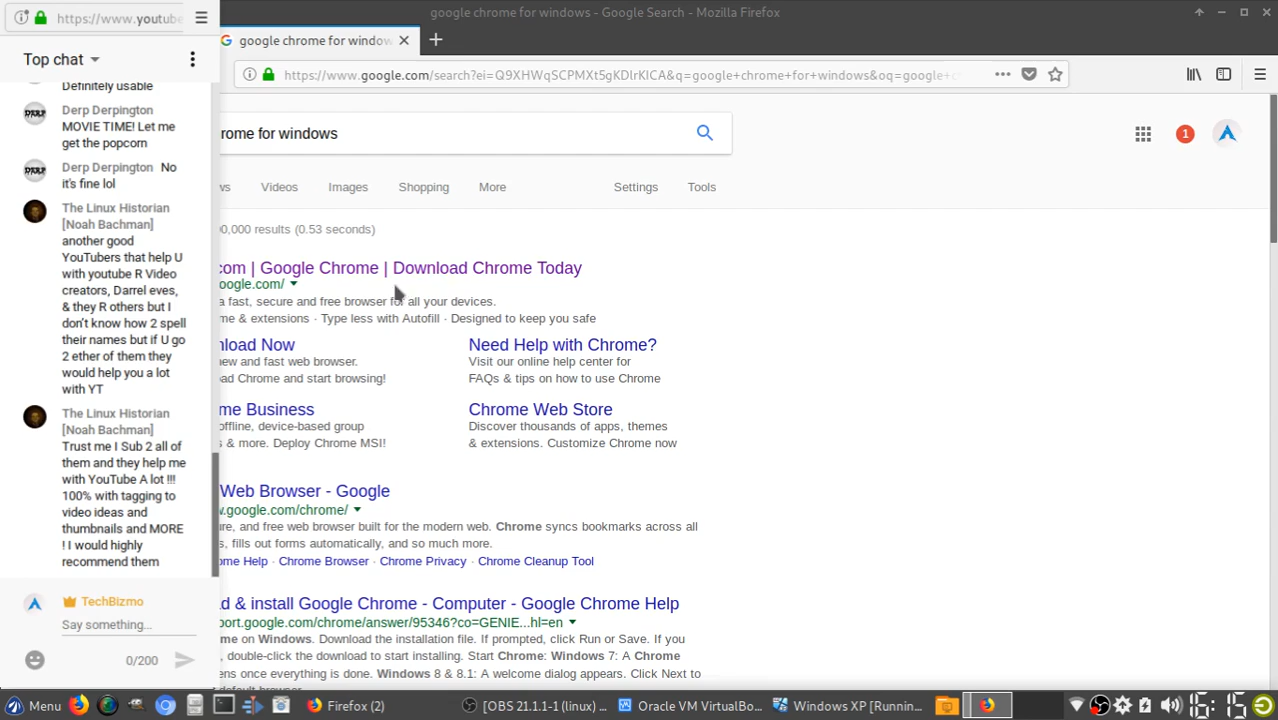 https://www.youtube
Top chat
Definitely usable
Derp Derpington
MOVIE TIME! Let me
get the popcorn
Derp Derpington No
it's fine lol
The Linux Historian
[Noah Bachman]
another good
YouTubers that help U
with youtube R Video
creators, Darrel eves,
& they R others but I
don't know how 2 spell
their names but if U go
2 ether of them they
would help you a lot
with YT
The Linux Historian
[Noah Bachman]
Trust me I Sub 2 all of
them and they help me
with YouTube A lot !!!
100% with tagging to
video ideas and
thumbnails and MORE
! I would highly
recommend them
TechBizmo
Say something...
0/200
google chrome for windows - Google Search - Mozilla Firefox
google chrome for window
https://www.google.com/search?ei=Q9XHWqSCPMXt5gKDlrKICA&q=google+chrome+for+windows&oq=google+c
rome for windows
ws Videos Images Shopping More Settings Tools
1
00,000 results (0.53 seconds)
com | Google Chrome | Download Chrome Today
oogle.com/
a fast, secure and free browser for all your devices.
me & extensions · Type less with Autofill · Designed to keep you safe
nload Now
new and fast web browser.
ad Chrome and start browsing!
Need Help with Chrome?
Visit our online help center for
FAQs & tips on how to use Chrome
me Business
offline, device-based group
s & more. Deploy Chrome MSI!
Chrome Web Store
Discover thousands of apps, themes
& extensions. Customize Chrome now
Web Browser - Google
w.google.com/chrome/
ure, and free web browser built for the modern web. Chrome syncs bookmarks across all
s, fills out forms automatically, and so much more.
ome Help · Chrome Browser · Chrome Privacy · Chrome Cleanup Tool
d & install Google Chrome - Computer - Google Chrome Help
port.google.com/chrome/answer/95346?co=GENIE...hl=en
me on Windows. Download the installation file. If prompted, click Run or Save. If you
, double-click the download to start installing. Start Chrome: Windows 7: A Chrome
ens once everything is done. Windows 8 & 8.1: A welcome dialog appears. Click Next to
default browser.
Menu Firefox (2) [OBS 21.1.1-1 (linux) ... Oracle VM VirtualBo... Windows XP [Runnin... 16:15